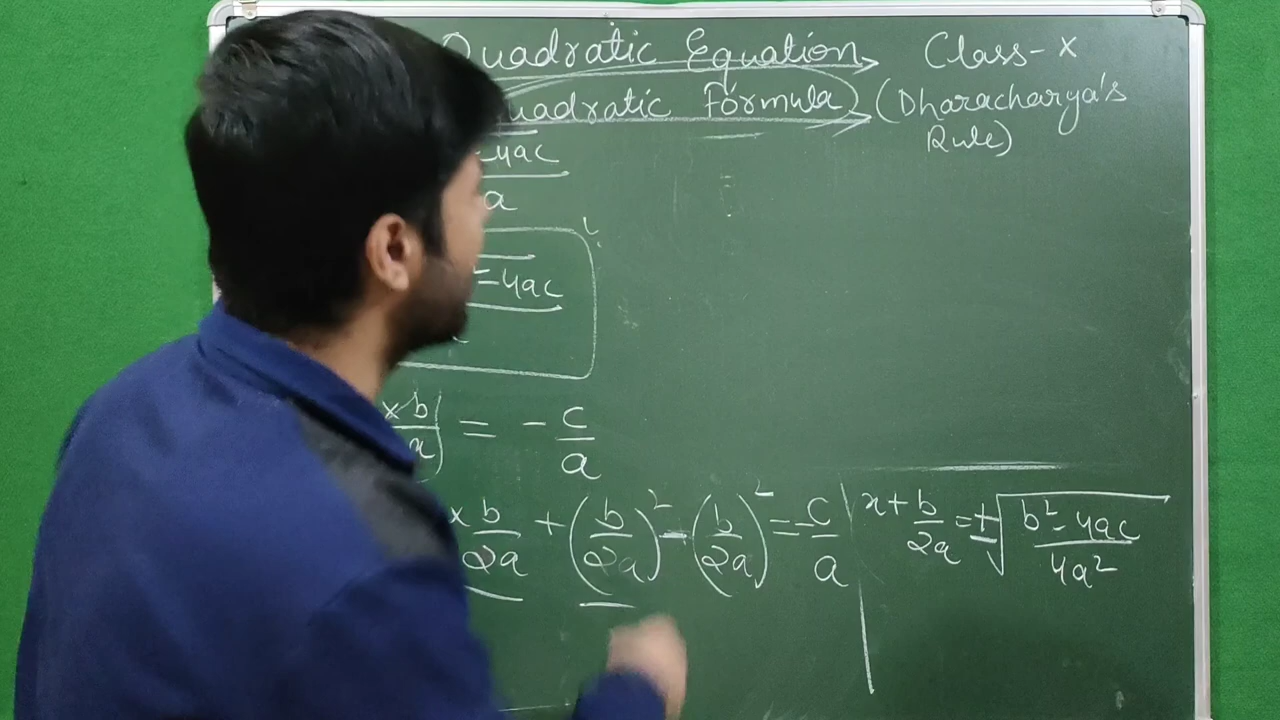 Quadratic Equation → Class - X
Quadratic Formula) → (Dharacharya's
Rule)
-4ac
a
-4ac
x b
a) = - c/a
x b/2a + (b/2a)² - (b/2a)² = -c/a
x + b/2a = ±√(b² - 4ac / 4a²)